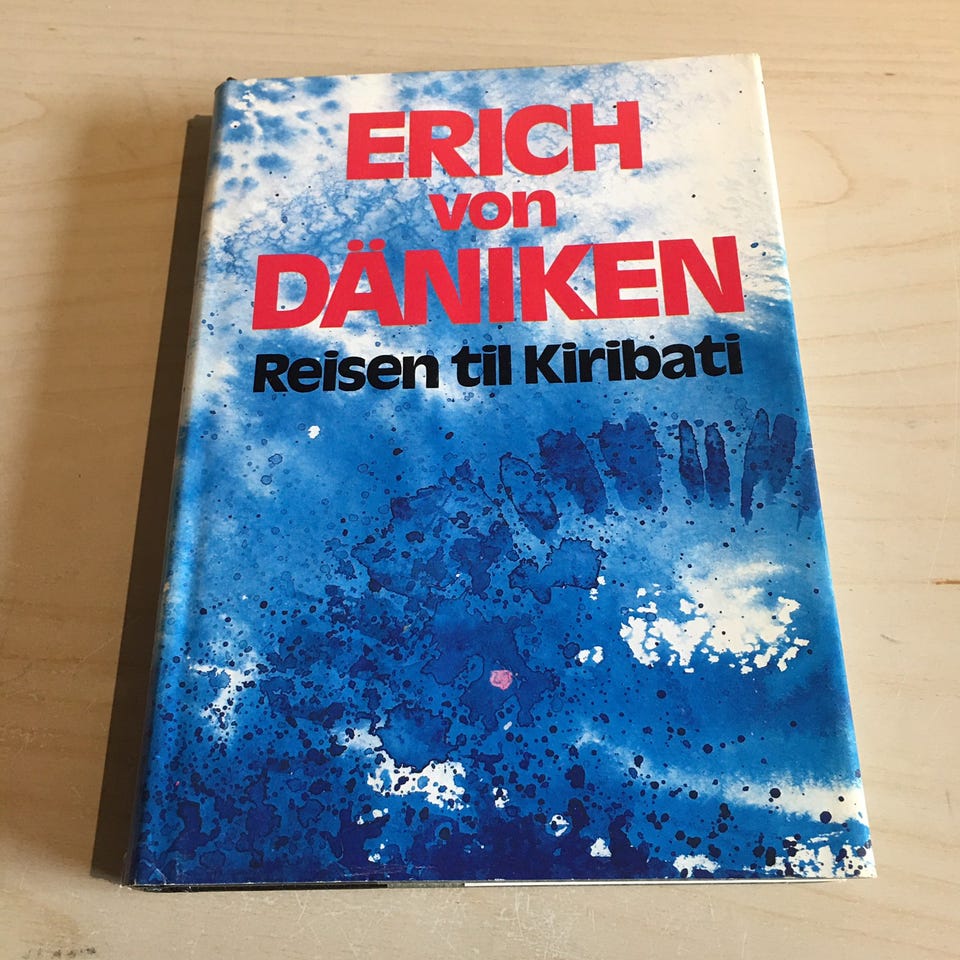 ERICH
von
DÄNIKEN
Reisen til Kiribati